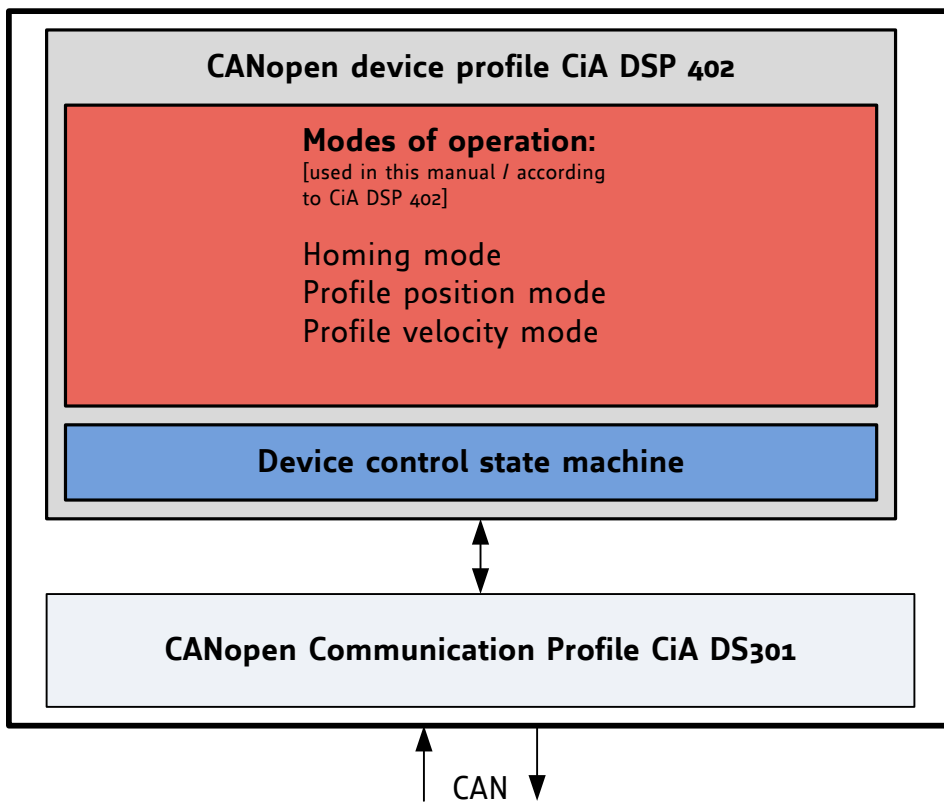 CANopen device profile CiA DSP 402
Modes of operation:
[used in this manual / according
to CiA DSP 402]
Homing mode
Profile position mode
Profile velocity mode
Device control state machine
CANopen Communication Profile CiA DS301
CAN